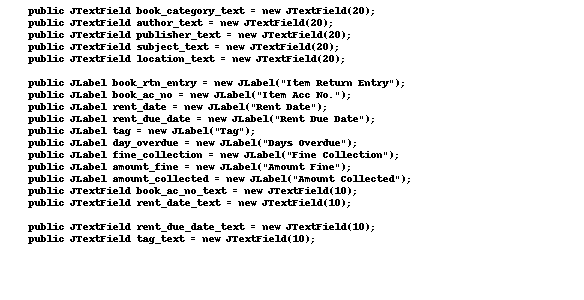 public JTextField book_category_text = new JTextField(20);
public JTextField author_text = new JTextField(20);
public JTextField publisher_text = new JTextField(20);
public JTextField subject_text = new JTextField(20);
public JTextField location_text = new JTextField(20);
public JLabel book_rtn_entry = new JLabel("Item Return Entry");
public JLabel book_ac_no = new JLabel("Item Acc No.");
public JLabel rent_date = new JLabel("Rent Date");
public JLabel rent_due_date = new JLabel("Rent Due Date");
public JLabel tag = new JLabel("Tag");
public JLabel day_overdue = new JLabel("Days Overdue");
public JLabel fine_collection = new JLabel("Fine Collection");
public JLabel amount_fine = new JLabel("Amount Fine");
public JLabel amount_collected = new JLabel("Amount Collected");
public JTextField book_ac_no_text = new JTextField(10);
public JTextField rent_date_text = new JTextField(10);
public JTextField rent_due_date_text = new JTextField(10);
public JTextField tag_text = new JTextField(10);